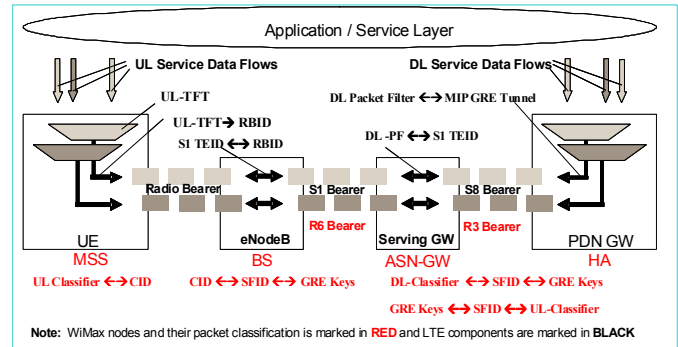 Application / Service Layer
UL Service Data Flows
DL Service Data Flows
UL-TFT
DL Packet Filter ↔ MIP GRE Tunnel
UL-TFT → RBID
S1 TEID ↔ RBID
DL -PF ↔ S1 TEID
Radio Bearer
S1 Bearer
S8 Bearer
R6 Bearer
R3 Bearer
UE
eNodeB
Serving GW
PDN GW
MSS
BS
ASN-GW
HA
UL Classifier ↔ CID
CID ↔ SFID ↔ GRE Keys
DL-Classifier ↔ SFID ↔ GRE Keys
GRE Keys ↔ SFID ↔ UL-Classifier
Note: WiMax nodes and their packet classification is marked in RED and LTE components are marked in BLACK